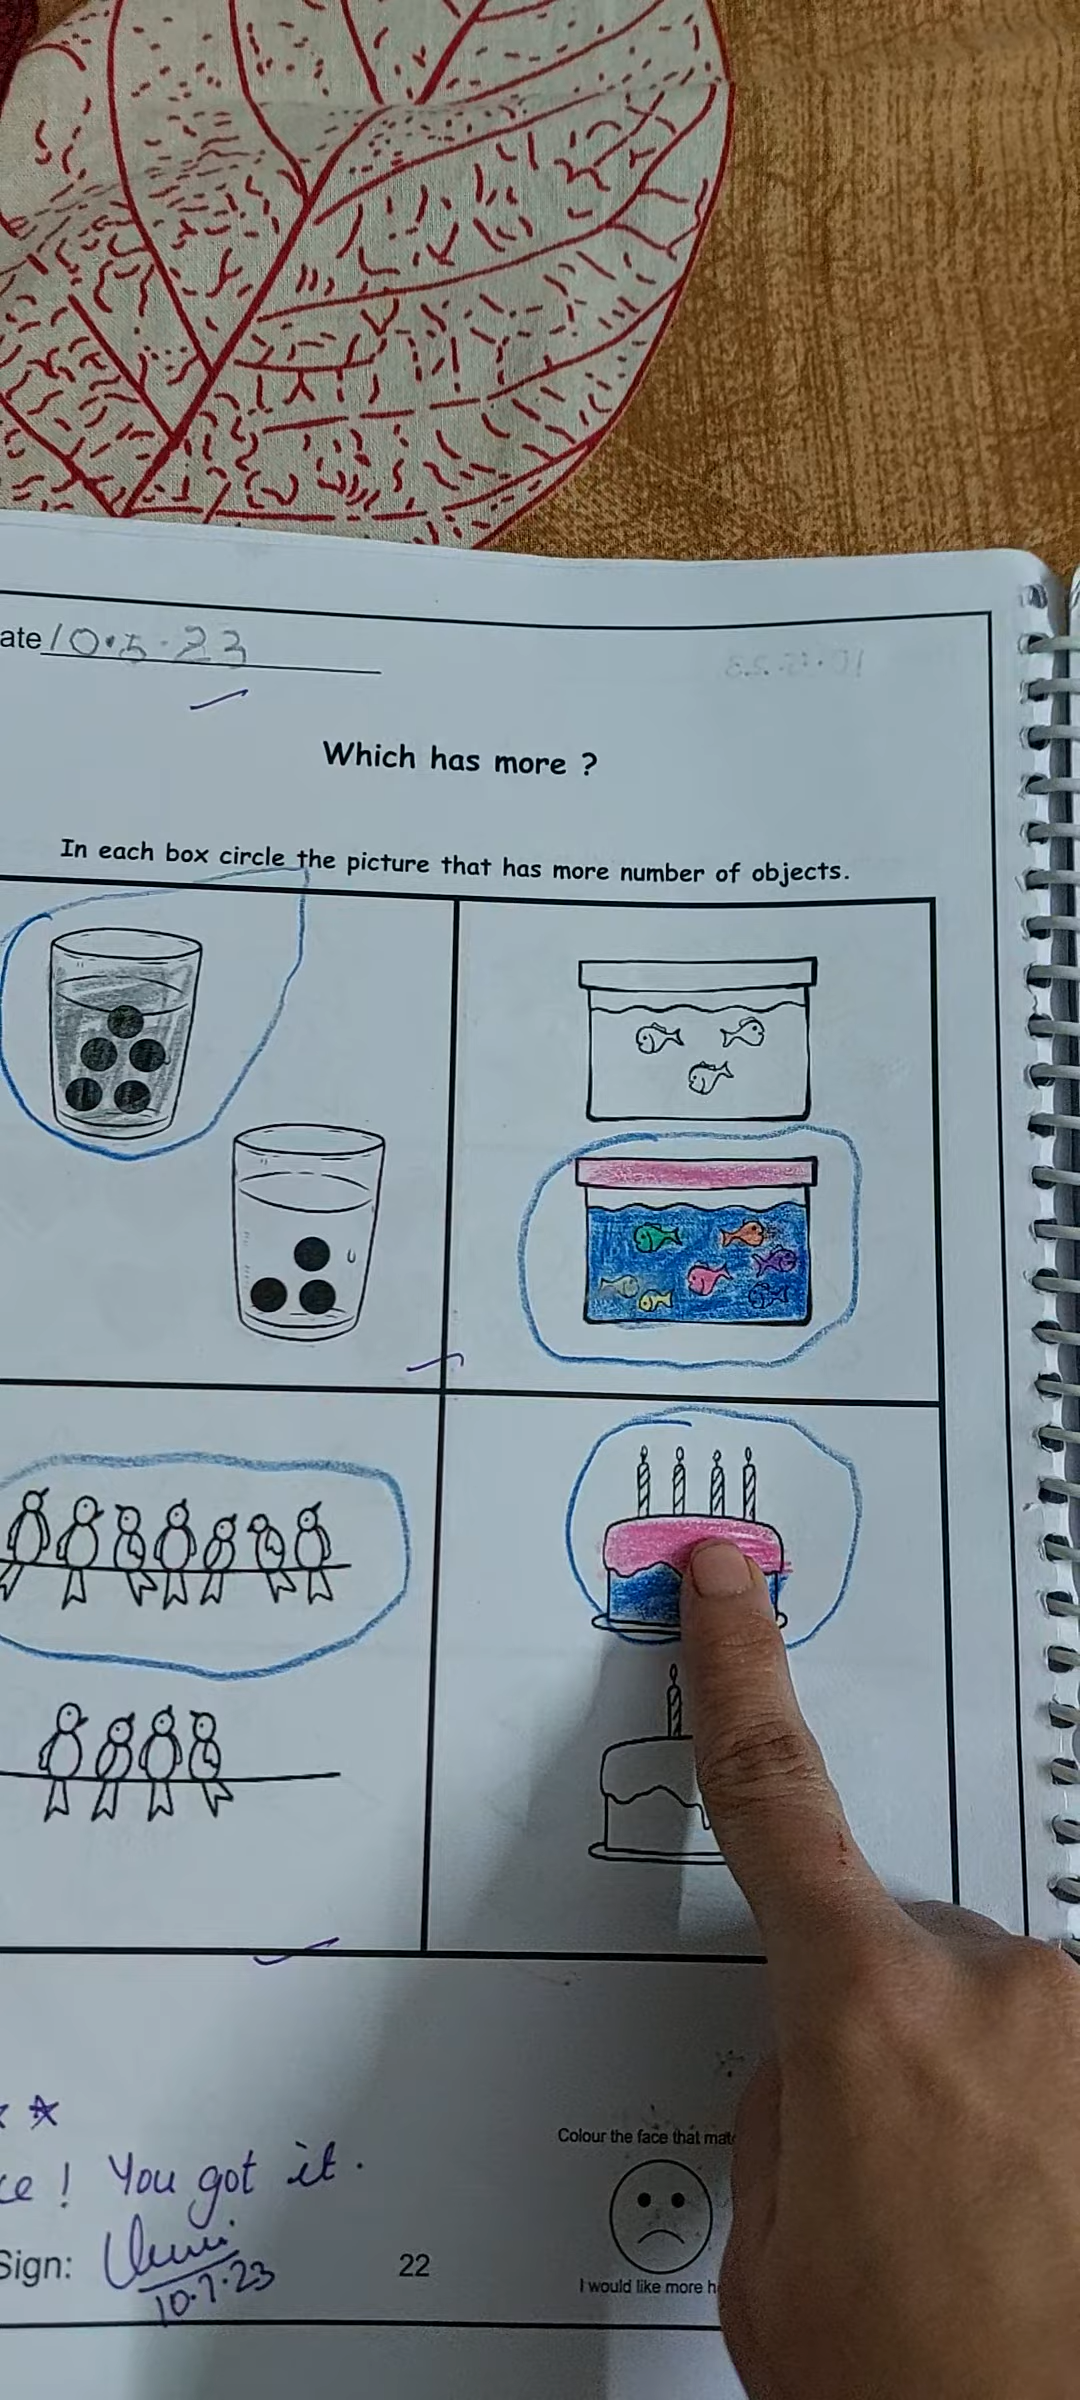 ate 10.5.23
Which has more ?
In each box circle the picture that has more number of objects.
ce ! You got it.
Colour the face that mat
Sign:
10.7.23
22
I would like more h